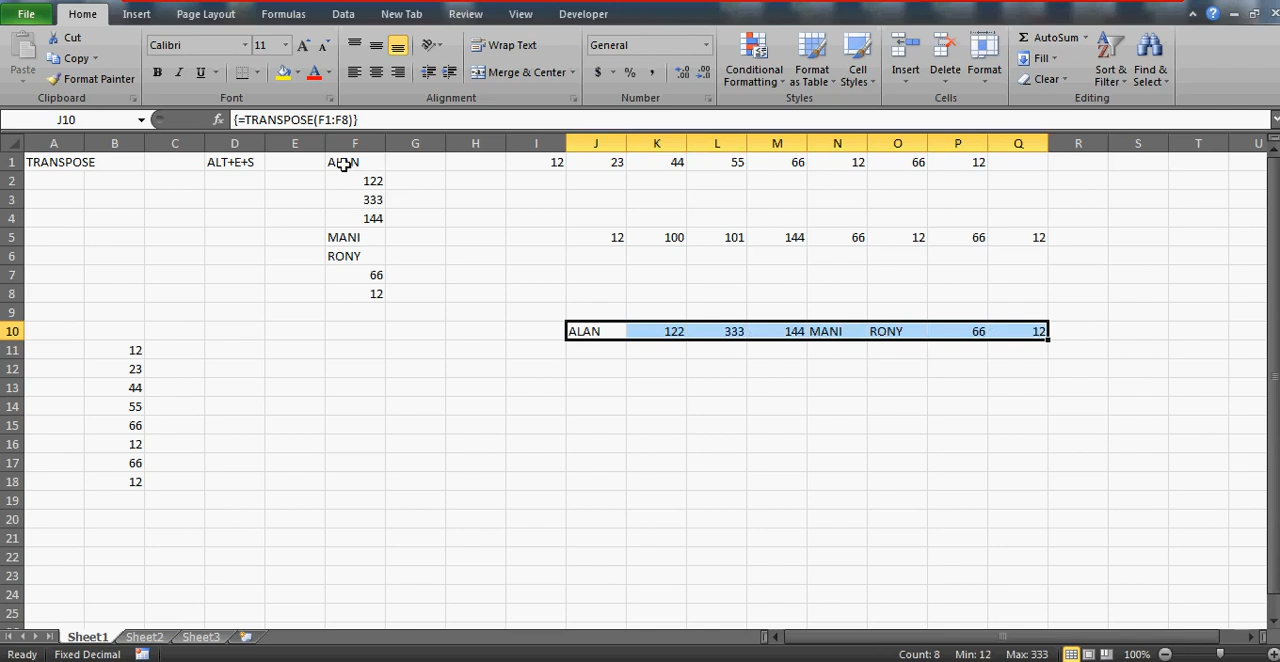 File Home Insert Page Layout Formulas Data New Tab Review View Developer
Cut
Copy
Format Painter
Paste
Clipboard
Calibri 11
B I U
Font
Wrap Text
Merge & Center
Alignment
General
$ % ,
Number
Conditional Formatting
Format as Table
Cell Styles
Styles
Insert Delete Format
Cells
AutoSum
Fill
Clear
Sort & Filter
Find & Select
Editing
J10 fx {=TRANSPOSE(F1:F8)}
A B C D E F G H I J K L M N O P Q R S T U
1 TRANSPOSE ALT+E+S ALAN 12 23 44 55 66 12 66 12
2 122
3 333
4 144
5 MANI 12 100 101 144 66 12 66 12
6 RONY
7 66
8 12
9
10 ALAN 122 333 144 MANI RONY 66 12
11 12
12 23
13 44
14 55
15 66
16 12
17 66
18 12
19
20
21
22
23
24
25
Sheet1 Sheet2 Sheet3
Ready Fixed Decimal Count: 8 Min: 12 Max: 333 100%